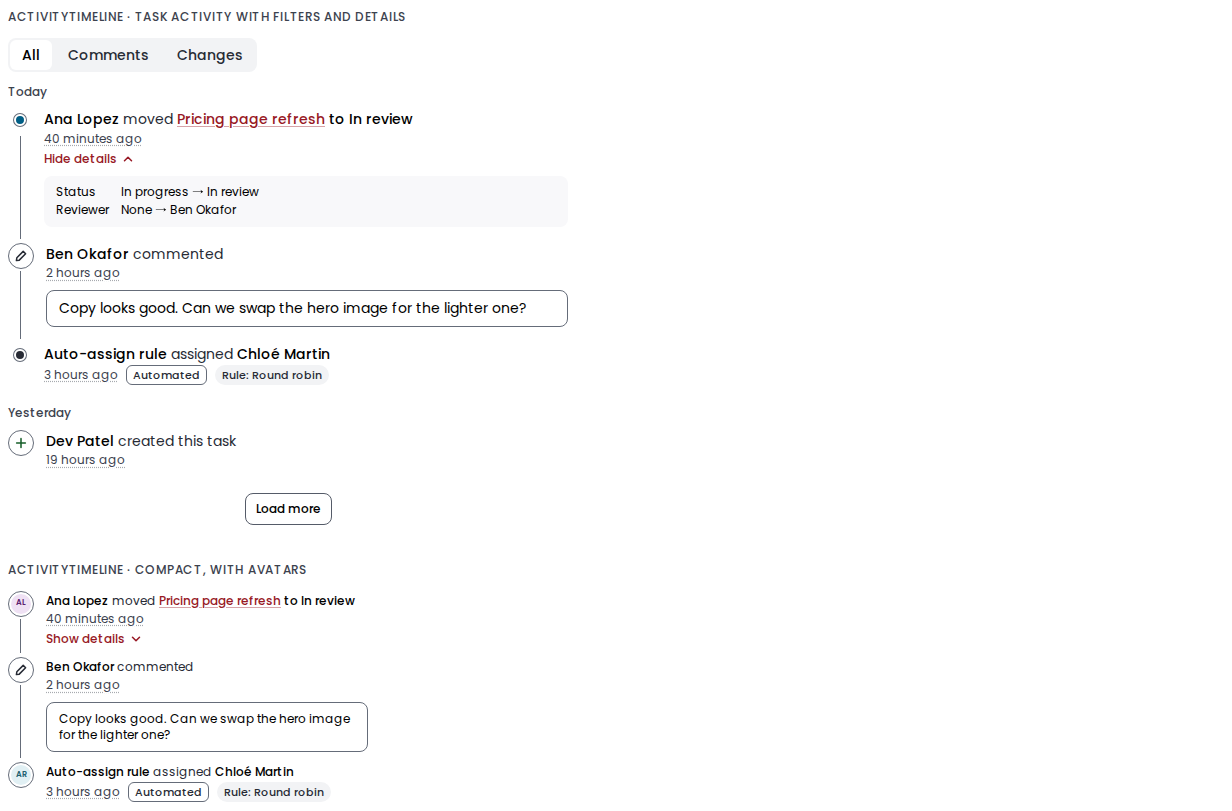 ACTIVITYTIMELINE · TASK ACTIVITY WITH FILTERS AND DETAILS
All Comments Changes
Today
Ana Lopez moved Pricing page refresh to In review
40 minutes ago
Hide details
Status In progress → In review
Reviewer None → Ben Okafor
Ben Okafor commented
2 hours ago
Copy looks good. Can we swap the hero image for the lighter one?
Auto-assign rule assigned Chloé Martin
3 hours ago Automated Rule: Round robin
Yesterday
Dev Patel created this task
19 hours ago
Load more
ACTIVITYTIMELINE · COMPACT, WITH AVATARS
AL Ana Lopez moved Pricing page refresh to In review
40 minutes ago
Show details
Ben Okafor commented
2 hours ago
Copy looks good. Can we swap the hero image
for the lighter one?
AR Auto-assign rule assigned Chloé Martin
3 hours ago Automated Rule: Round robin